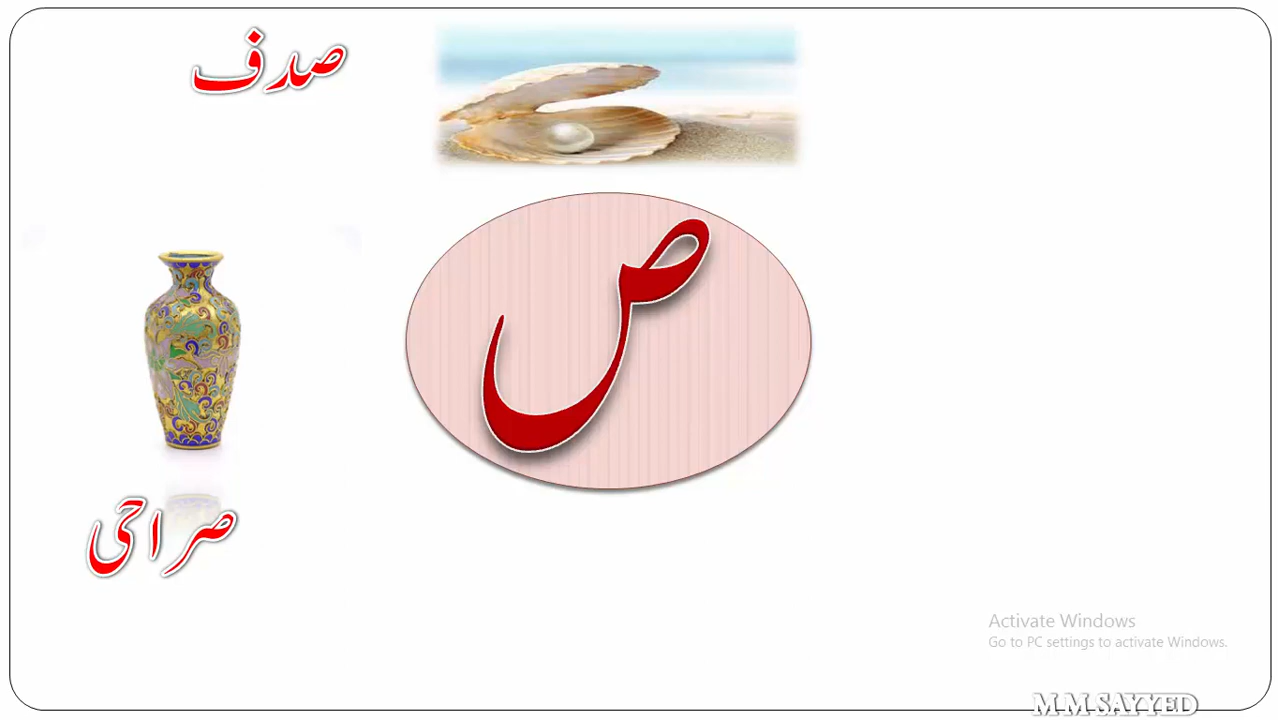 صدف
ص
صراحی
Activate Windows
Go to PC settings to activate Windows.
M M SAYYED